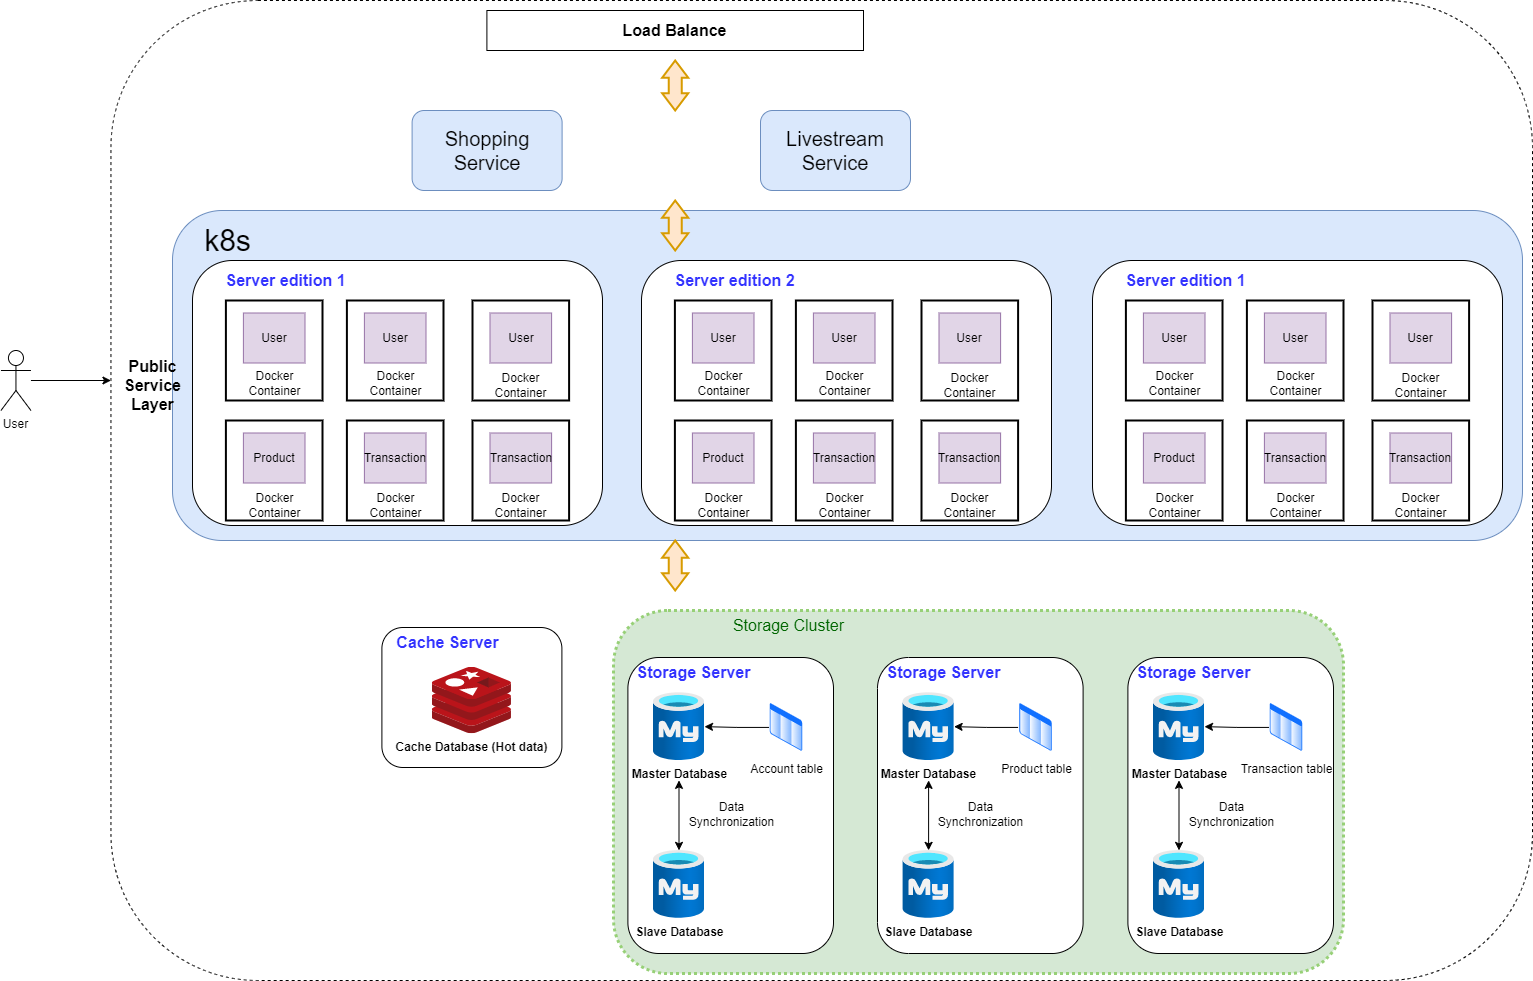 Load Balance
Shopping
Service
Livestream
Service
k8s
Server edition 1
User
Docker
Container
User
Docker
Container
User
Docker
Container
Product
Docker
Container
Transaction
Docker
Container
Transaction
Docker
Container
Server edition 2
User
Docker
Container
User
Docker
Container
User
Docker
Container
Product
Docker
Container
Transaction
Docker
Container
Transaction
Docker
Container
Server edition 1
User
Docker
Container
User
Docker
Container
User
Docker
Container
Product
Docker
Container
Transaction
Docker
Container
Transaction
Docker
Container
User
Public
Service
Layer
Cache Server
Cache Database (Hot data)
Storage Cluster
Storage Server
My
Master Database
Account table
Data
Synchronization
My
Slave Database
Storage Server
My
Master Database
Product table
Data
Synchronization
My
Slave Database
Storage Server
My
Master Database
Transaction table
Data
Synchronization
My
Slave Database